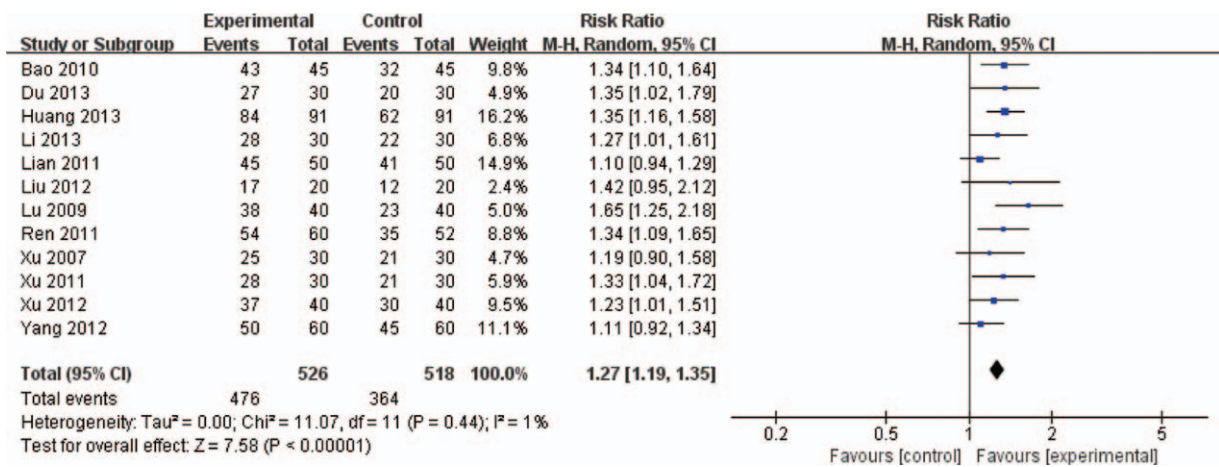 Experimental Control Risk Ratio Risk Ratio
Study or Subgroup Events Total Events Total Weight M-H, Random, 95% CI M-H, Random, 95% CI
Bao 2010 43 45 32 45 9.8% 1.34 [1.10, 1.64]
Du 2013 27 30 20 30 4.9% 1.35 [1.02, 1.79]
Huang 2013 84 91 62 91 16.2% 1.35 [1.16, 1.58]
Li 2013 28 30 22 30 6.8% 1.27 [1.01, 1.61]
Lian 2011 45 50 41 50 14.9% 1.10 [0.94, 1.29]
Liu 2012 17 20 12 20 2.4% 1.42 [0.95, 2.12]
Lu 2009 38 40 23 40 5.0% 1.65 [1.25, 2.18]
Ren 2011 54 60 35 52 8.8% 1.34 [1.09, 1.65]
Xu 2007 25 30 21 30 4.7% 1.19 [0.90, 1.58]
Xu 2011 28 30 21 30 5.9% 1.33 [1.04, 1.72]
Xu 2012 37 40 30 40 9.5% 1.23 [1.01, 1.51]
Yang 2012 50 60 45 60 11.1% 1.11 [0.92, 1.34]
Total (95% CI) 526 518 100.0% 1.27 [1.19, 1.35]
Total events 476 364
Heterogeneity: Tau² = 0.00; Chi² = 11.07, df = 11 (P = 0.44); I² = 1%
Test for overall effect: Z = 7.58 (P < 0.00001)
0.2 0.5 1 2 5
Favours [control] Favours [experimental]